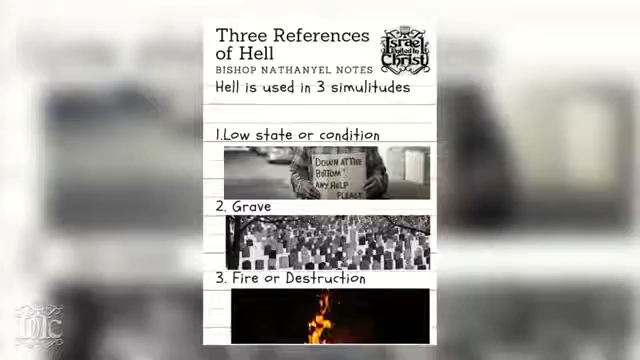 Three References
of Hell
BISHOP NATHANYEL NOTES
Israel
United In
Christ
Hell is used in 3 simulitudes
1.Low state or condition
DOWN AT THE
BOTTOM!
ANY HELP
PLEASE
2. Grave
3. Fire or Destruction
IUIC